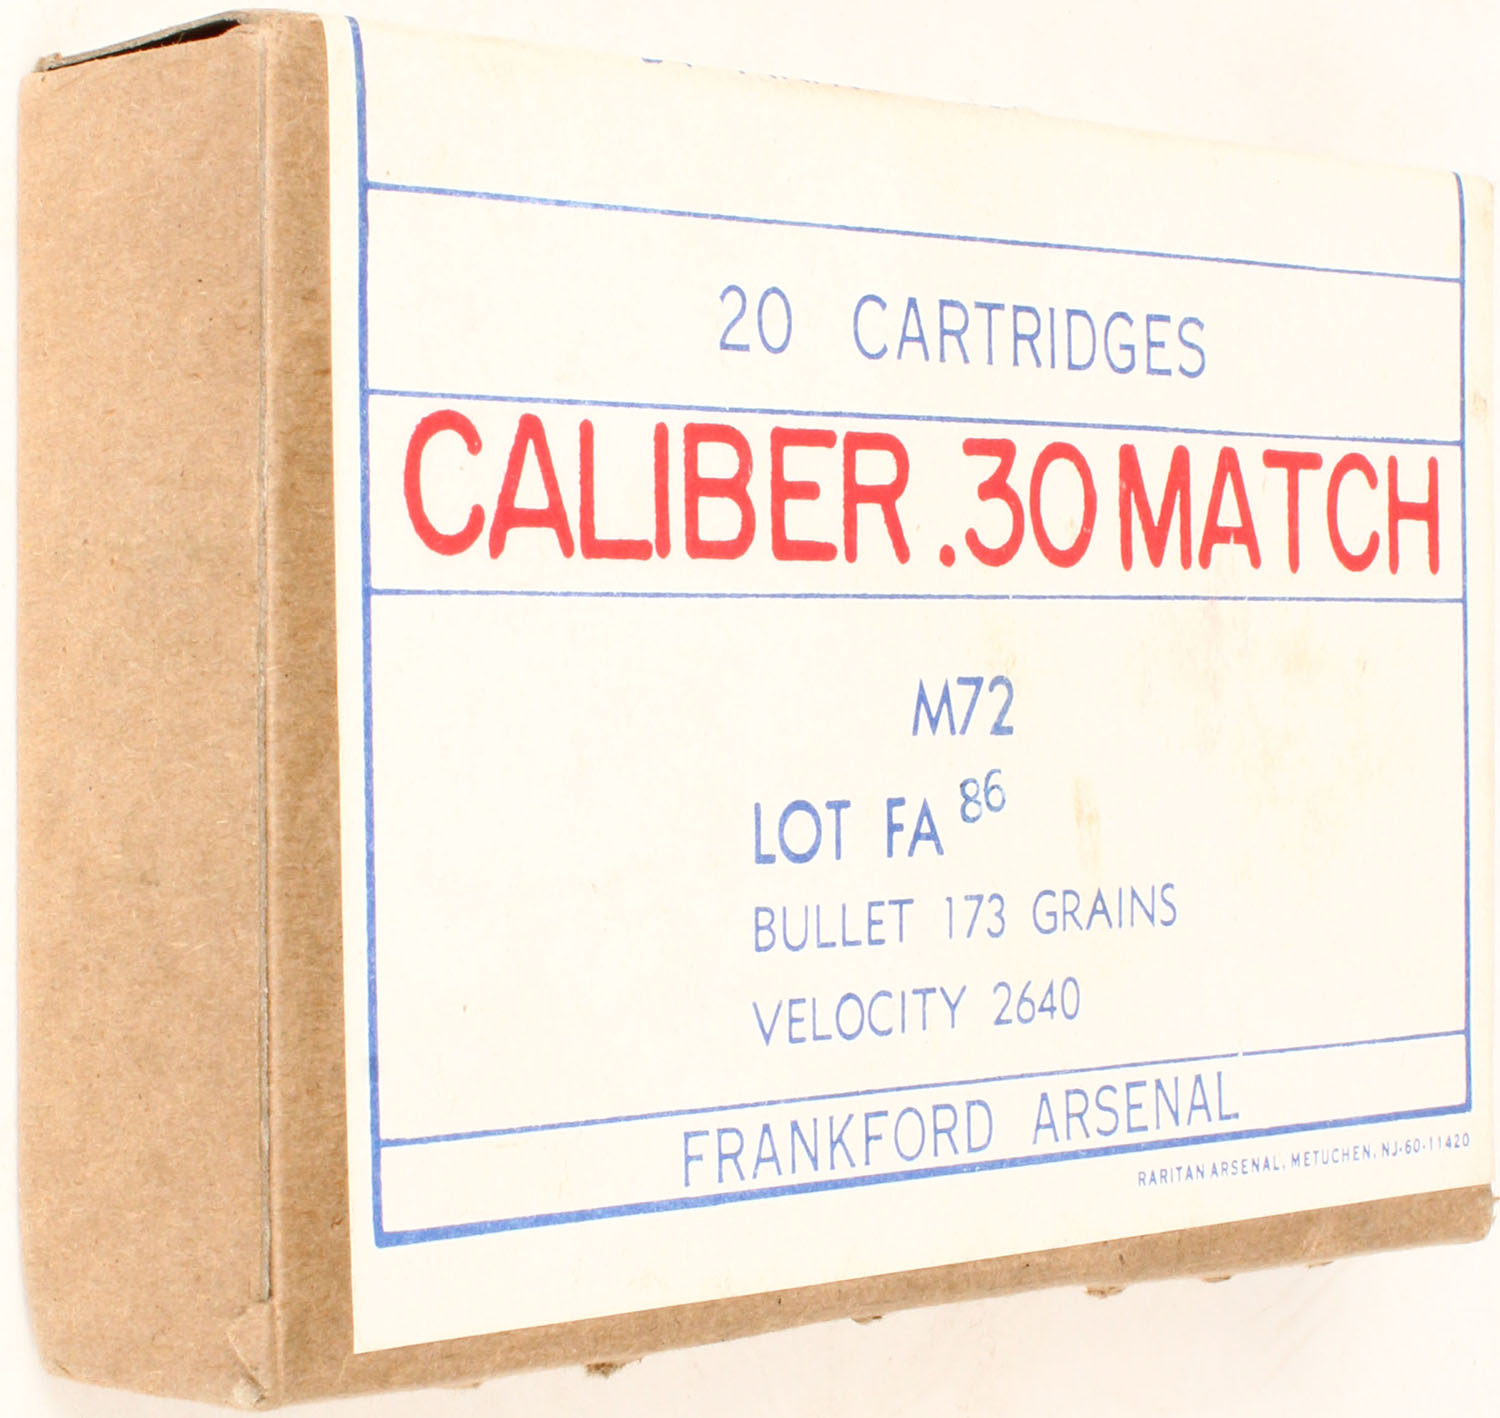 20 CARTRIDGES
CALIBER .30 MATCH
M72
LOT FA 86
BULLET 173 GRAINS
VELOCITY 2640
FRANKFORD ARSENAL
RARITAN ARSENAL, METUCHEN, NJ-60-11420